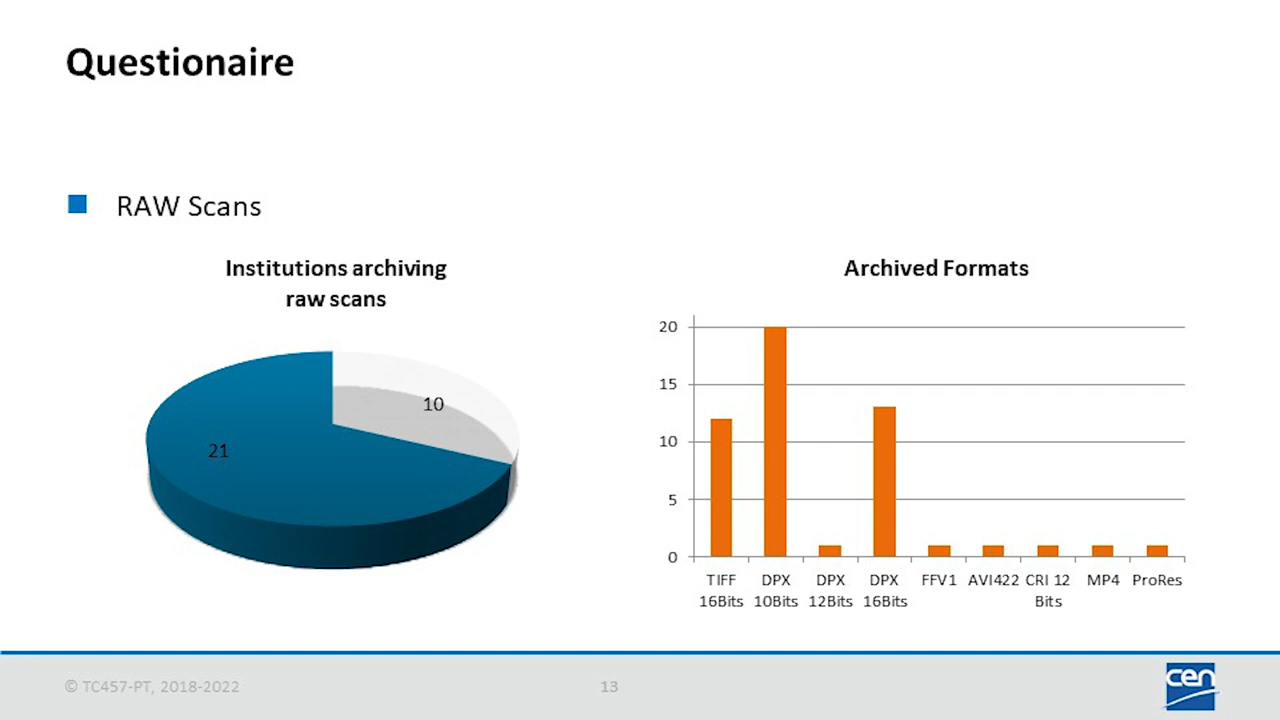 Questionaire
RAW Scans
Institutions archiving
raw scans
10
21
Archived Formats
20
15
10
5
0
TIFF 16Bits
DPX 10Bits
DPX 12Bits
DPX 16Bits
FFV1
AVI422
CRI 12 Bits
MP4
ProRes
© TC457-PT, 2018-2022
13
cen